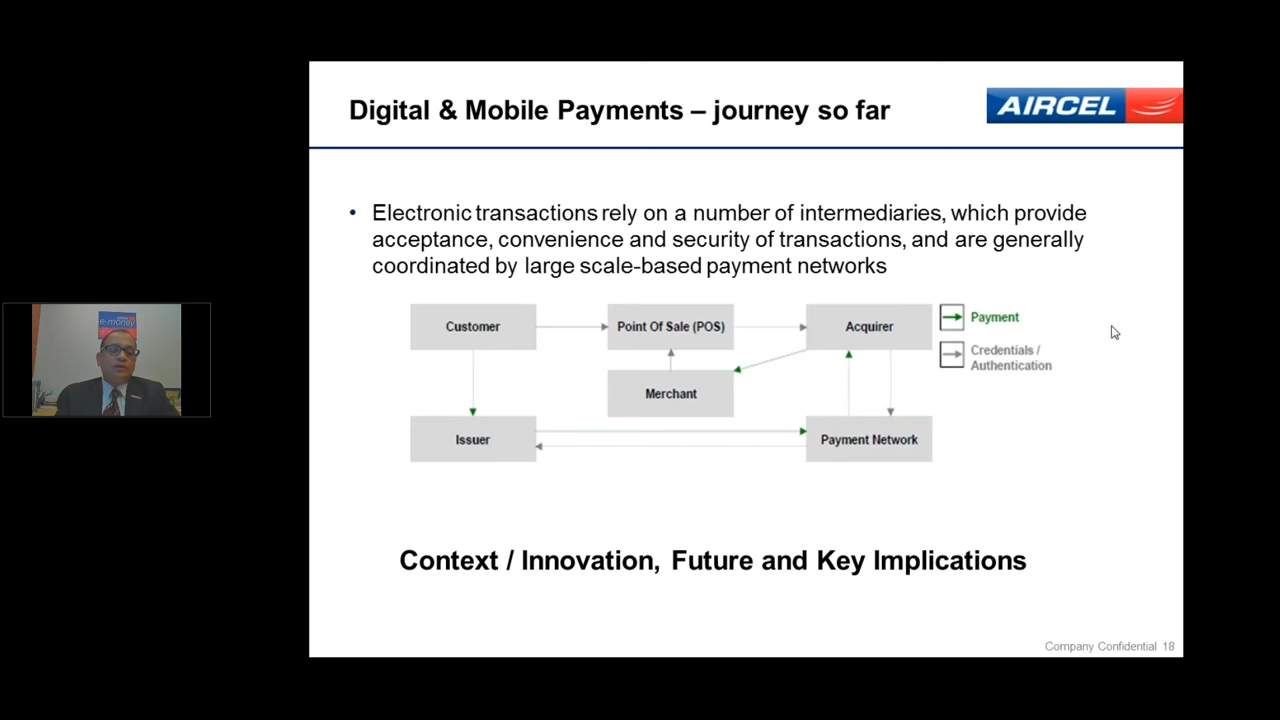 Digital & Mobile Payments – journey so far
AIRCEL
• Electronic transactions rely on a number of intermediaries, which provide
acceptance, convenience and security of transactions, and are generally
coordinated by large scale-based payment networks
Customer
Point Of Sale (POS)
Acquirer
Payment
Credentials /
Authentication
Merchant
Issuer
Payment Network
e-money
Context / Innovation, Future and Key Implications
Company Confidential 18